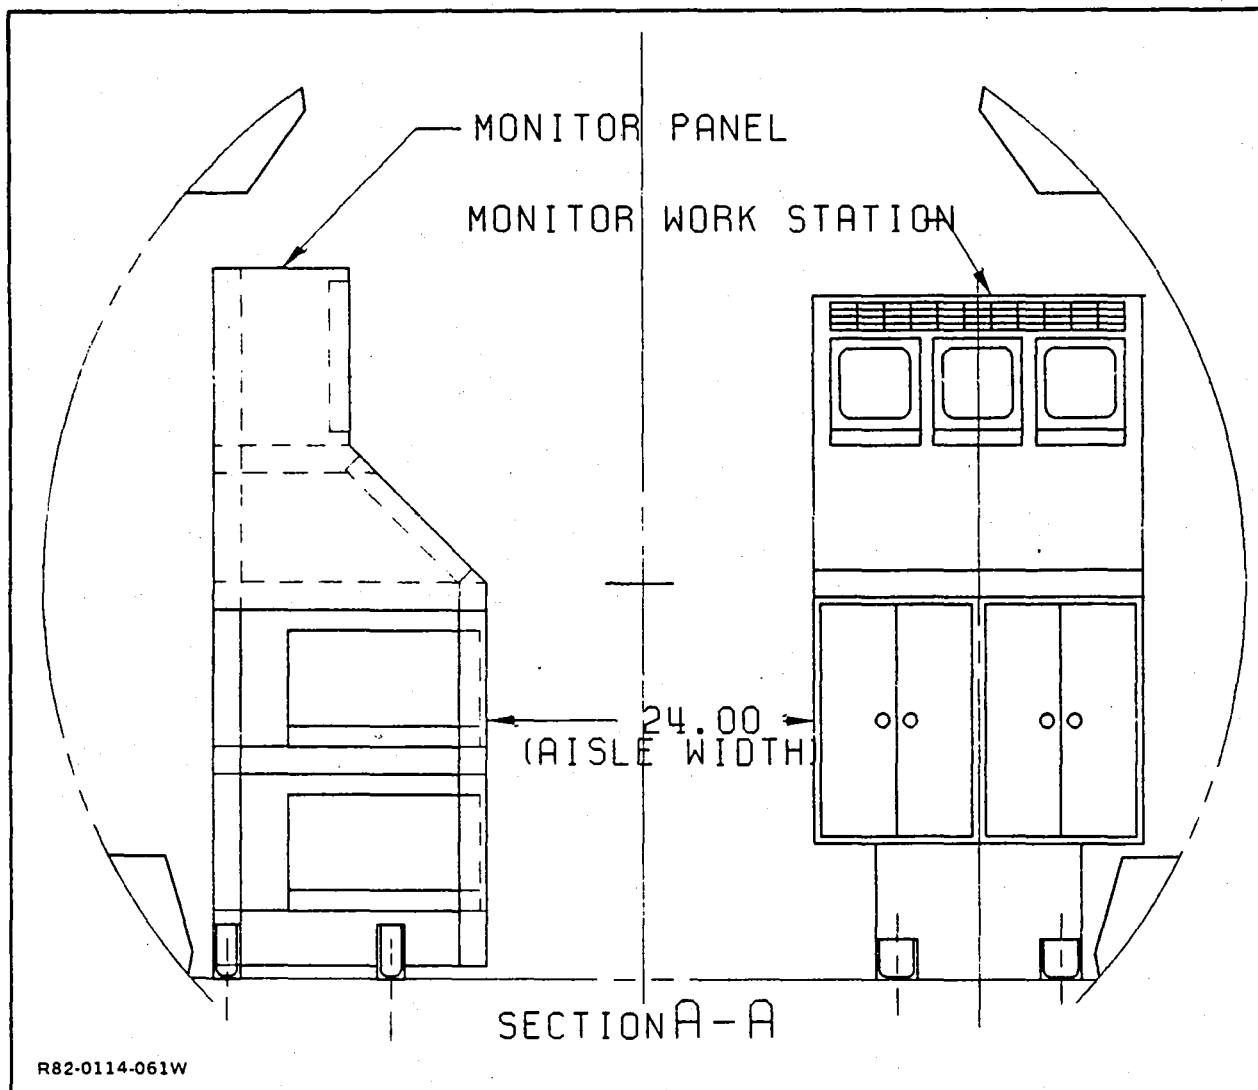 MONITOR PANEL
MONITOR WORK STATION
24.00
(AISLE WIDTH)
SECTION A-A
R82-0114-061W